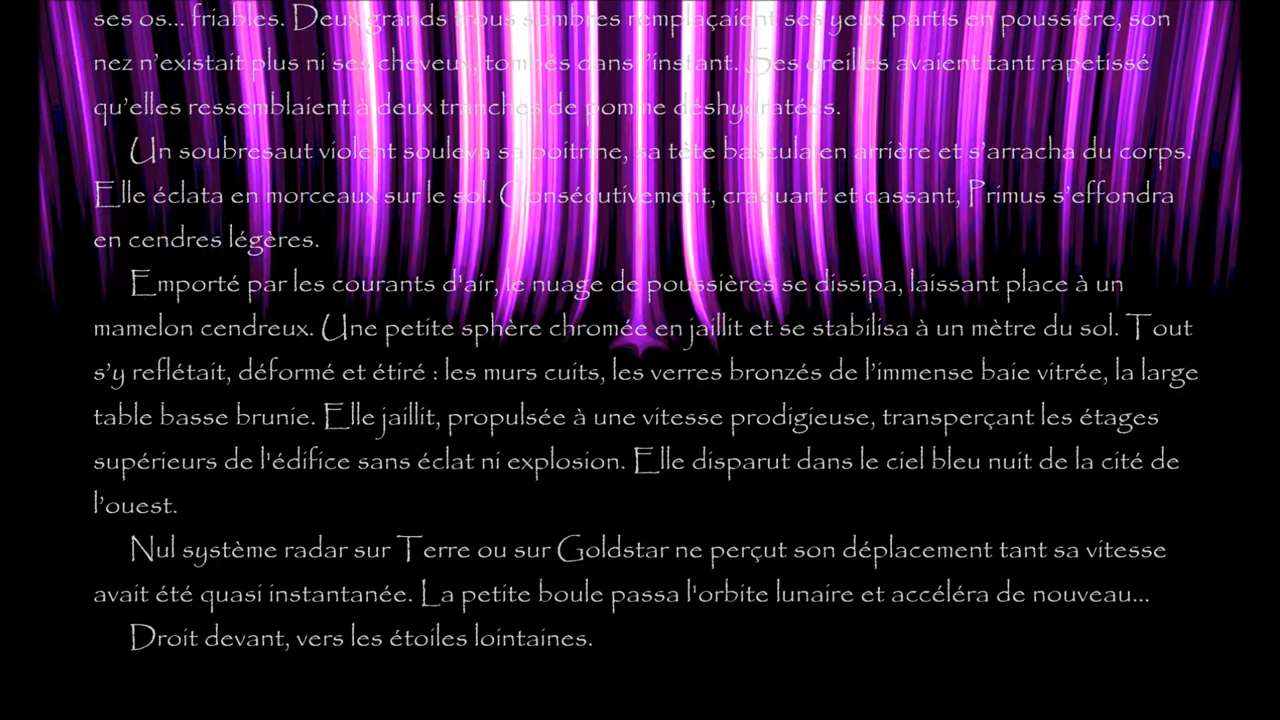 ses os... friables. Deux grands trous sombres remplaçaient ses yeux partis en poussière, son
nez n’existait plus ni ses cheveux, tombés dans l’instant. Ses oreilles avaient tant rapetissé
qu’elles ressemblaient à deux tranches de pomme déshydratées.
Un soubresaut violent souleva sa poitrine, sa tête bascula en arrière et s’arracha du corps.
Elle éclata en morceaux sur le sol. Consécutivement, craquant et cassant, Primus s’effondra
en cendres légères.
Emporté par les courants d'air, le nuage de poussières se dissipa, laissant place à un
mamelon cendreux. Une petite sphère chromée en jaillit et se stabilisa à un mètre du sol. Tout
s’y reflétait, déformé et étiré : les murs cuits, les verres bronzés de l’immense baie vitrée, la large
table basse brunie. Elle jaillit, propulsée à une vitesse prodigieuse, transperçant les étages
supérieurs de l'édifice sans éclat ni explosion. Elle disparut dans le ciel bleu nuit de la cité de
l’ouest.
Nul système radar sur Terre ou sur Goldstar ne perçut son déplacement tant sa vitesse
avait été quasi instantanée. La petite boule passa l'orbite lunaire et accéléra de nouveau...
Droit devant, vers les étoiles lointaines.